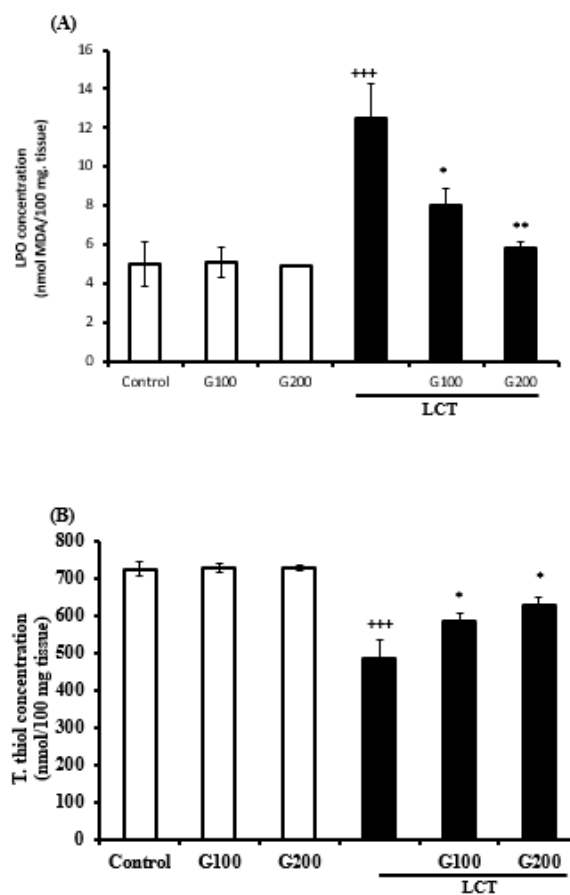 (A)
LPO concentration
(nmol MDA/100 mg. tissue)
16
14
12
10
8
6
4
2
0
+++
*
**
Control G100 G200 G100 G200
LCT
(B)
T. thiol concentration
(nmol/100 mg tissue)
800
700
600
500
400
300
200
100
0
+++
*
*
Control G100 G200 G100 G200
LCT